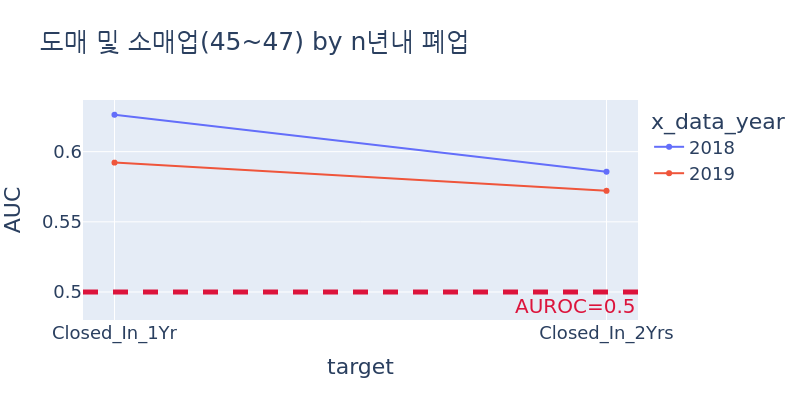 도매 및 소매업(45~47) by n년내 폐업
x_data_year
2018
2019
AUC
0.6
0.55
0.5
AUROC=0.5
Closed_In_1Yr
Closed_In_2Yrs
target